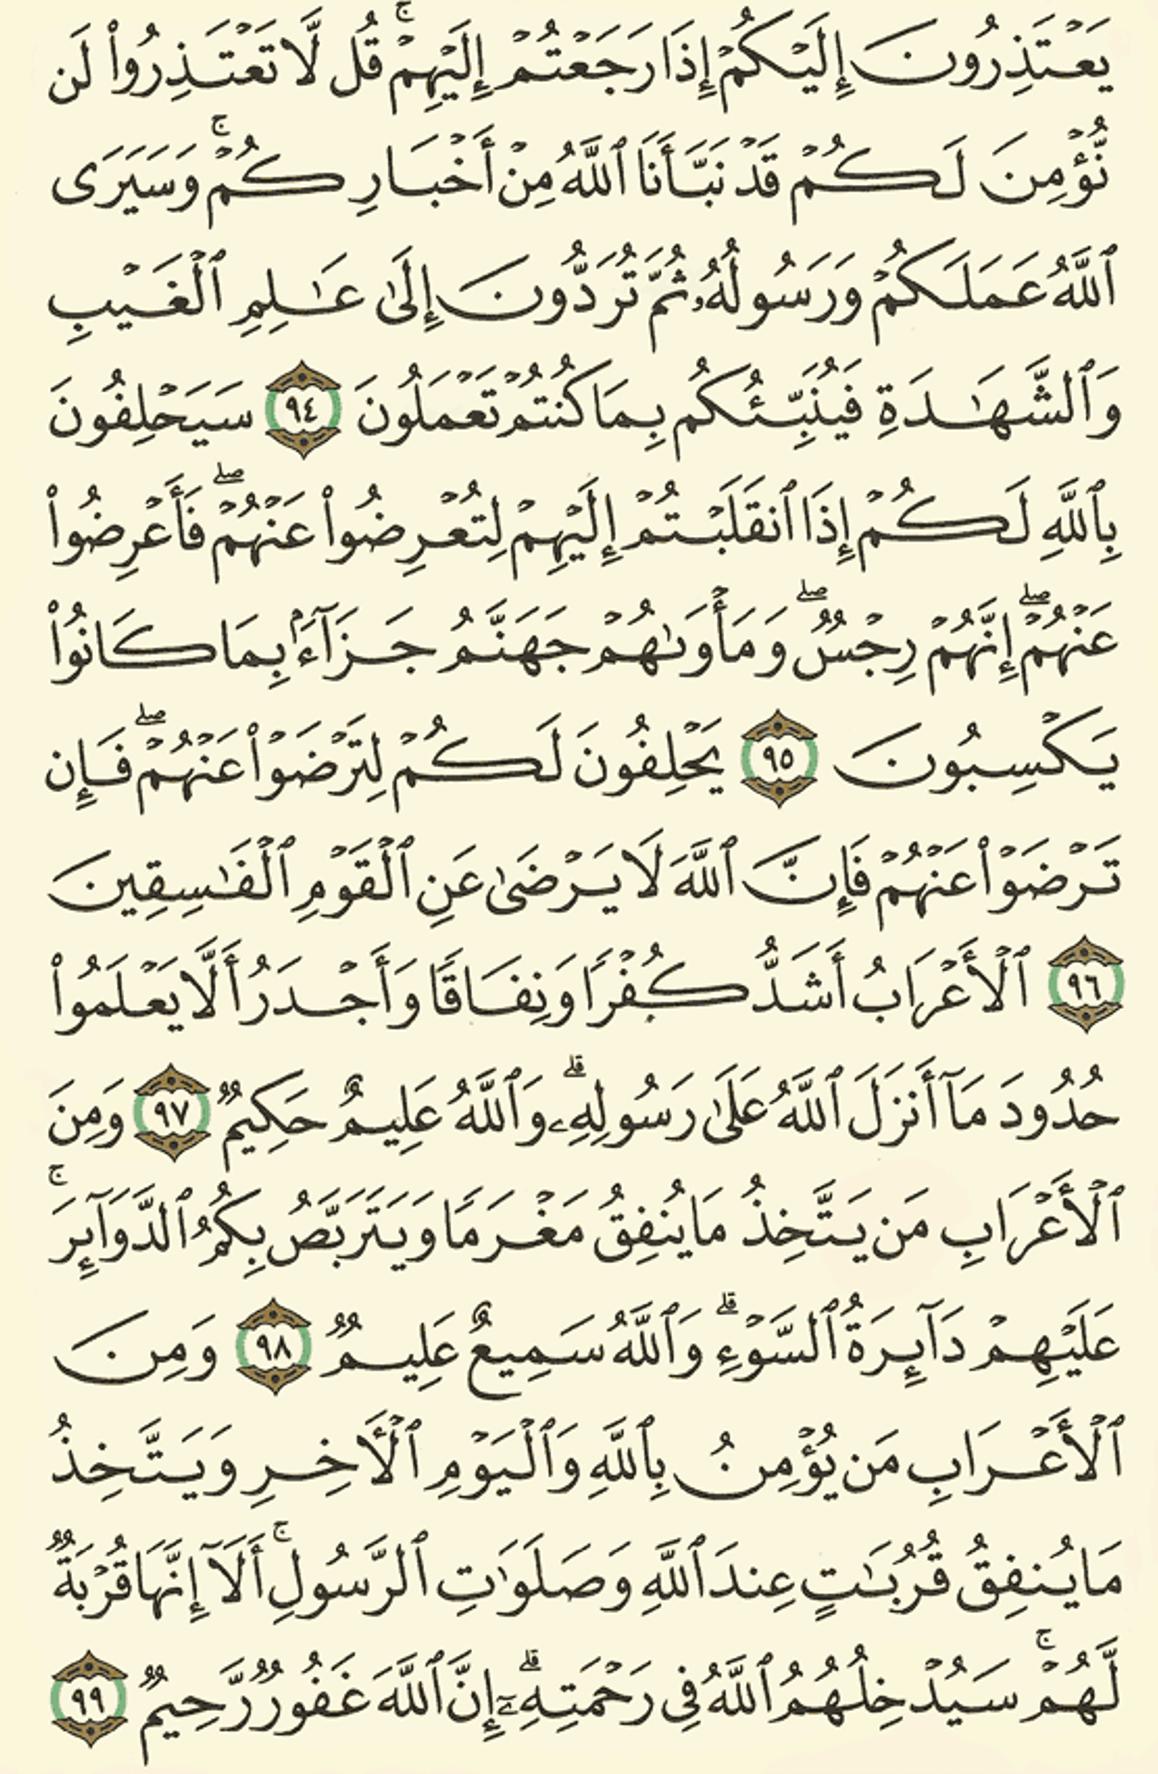 يَعۡتَذِرُونَ إِلَيۡكُمۡ إِذَا رَجَعۡتُمۡ إِلَيۡهِمۡۚ قُل لَّا تَعۡتَذِرُواْ لَن
نُّؤۡمِنَ لَكُمۡ قَدۡ نَبَّأَنَا ٱللَّهُ مِنۡ أَخۡبَارِكُمۡۚ وَسَيَرَى
ٱللَّهُ عَمَلَكُمۡ وَرَسُولُهُۥ ثُمَّ تُرَدُّونَ إِلَىٰ عَٰلِمِ ٱلۡغَيۡبِ
وَٱلشَّهَٰدَةِ فَيُنَبِّئُكُم بِمَا كُنتُمۡ تَعۡمَلُونَ ٩٤ سَيَحۡلِفُونَ
بِٱللَّهِ لَكُمۡ إِذَا ٱنقَلَبۡتُمۡ إِلَيۡهِمۡ لِتُعۡرِضُواْ عَنۡهُمۡۖ فَأَعۡرِضُواْ
عَنۡهُمۡۖ إِنَّهُمۡ رِجۡسٞۖ وَمَأۡوَىٰهُمۡ جَهَنَّمُ جَزَآءَۢ بِمَا كَانُواْ
يَكۡسِبُونَ ٩٥ يَحۡلِفُونَ لَكُمۡ لِتَرۡضَوۡاْ عَنۡهُمۡۖ فَإِن
تَرۡضَوۡاْ عَنۡهُمۡ فَإِنَّ ٱللَّهَ لَا يَرۡضَىٰ عَنِ ٱلۡقَوۡمِ ٱلۡفَٰسِقِينَ
٩٦ ٱلۡأَعۡرَابُ أَشَدُّ كُفۡرٗا وَنِفَاقٗا وَأَجۡدَرُ أَلَّا يَعۡلَمُواْ
حُدُودَ مَآ أَنزَلَ ٱللَّهُ عَلَىٰ رَسُولِهِۦۗ وَٱللَّهُ عَلِيمٌ حَكِيمٞ ٩٧ وَمِنَ
ٱلۡأَعۡرَابِ مَن يَتَّخِذُ مَا يُنفِقُ مَغۡرَمٗا وَيَتَرَبَّصُ بِكُمُ ٱلدَّوَآئِرَۚ
عَلَيۡهِمۡ دَآئِرَةُ ٱلسَّوۡءِۗ وَٱللَّهُ سَمِيعٌ عَلِيمٞ ٩٨ وَمِنَ
ٱلۡأَعۡرَابِ مَن يُؤۡمِنُ بِٱللَّهِ وَٱلۡيَوۡمِ ٱلۡأٓخِرِ وَيَتَّخِذُ
مَا يُنفِقُ قُرُبَٰتٍ عِندَ ٱللَّهِ وَصَلَوَٰتِ ٱلرَّسُولِۚ أَلَآ إِنَّهَا قُرۡبَةٞ
لَّهُمۡۚ سَيُدۡخِلُهُمُ ٱللَّهُ فِي رَحۡمَتِهِۦٓۗ إِنَّ ٱللَّهَ غَفُورٞ رَّحِيمٞ ٩٩